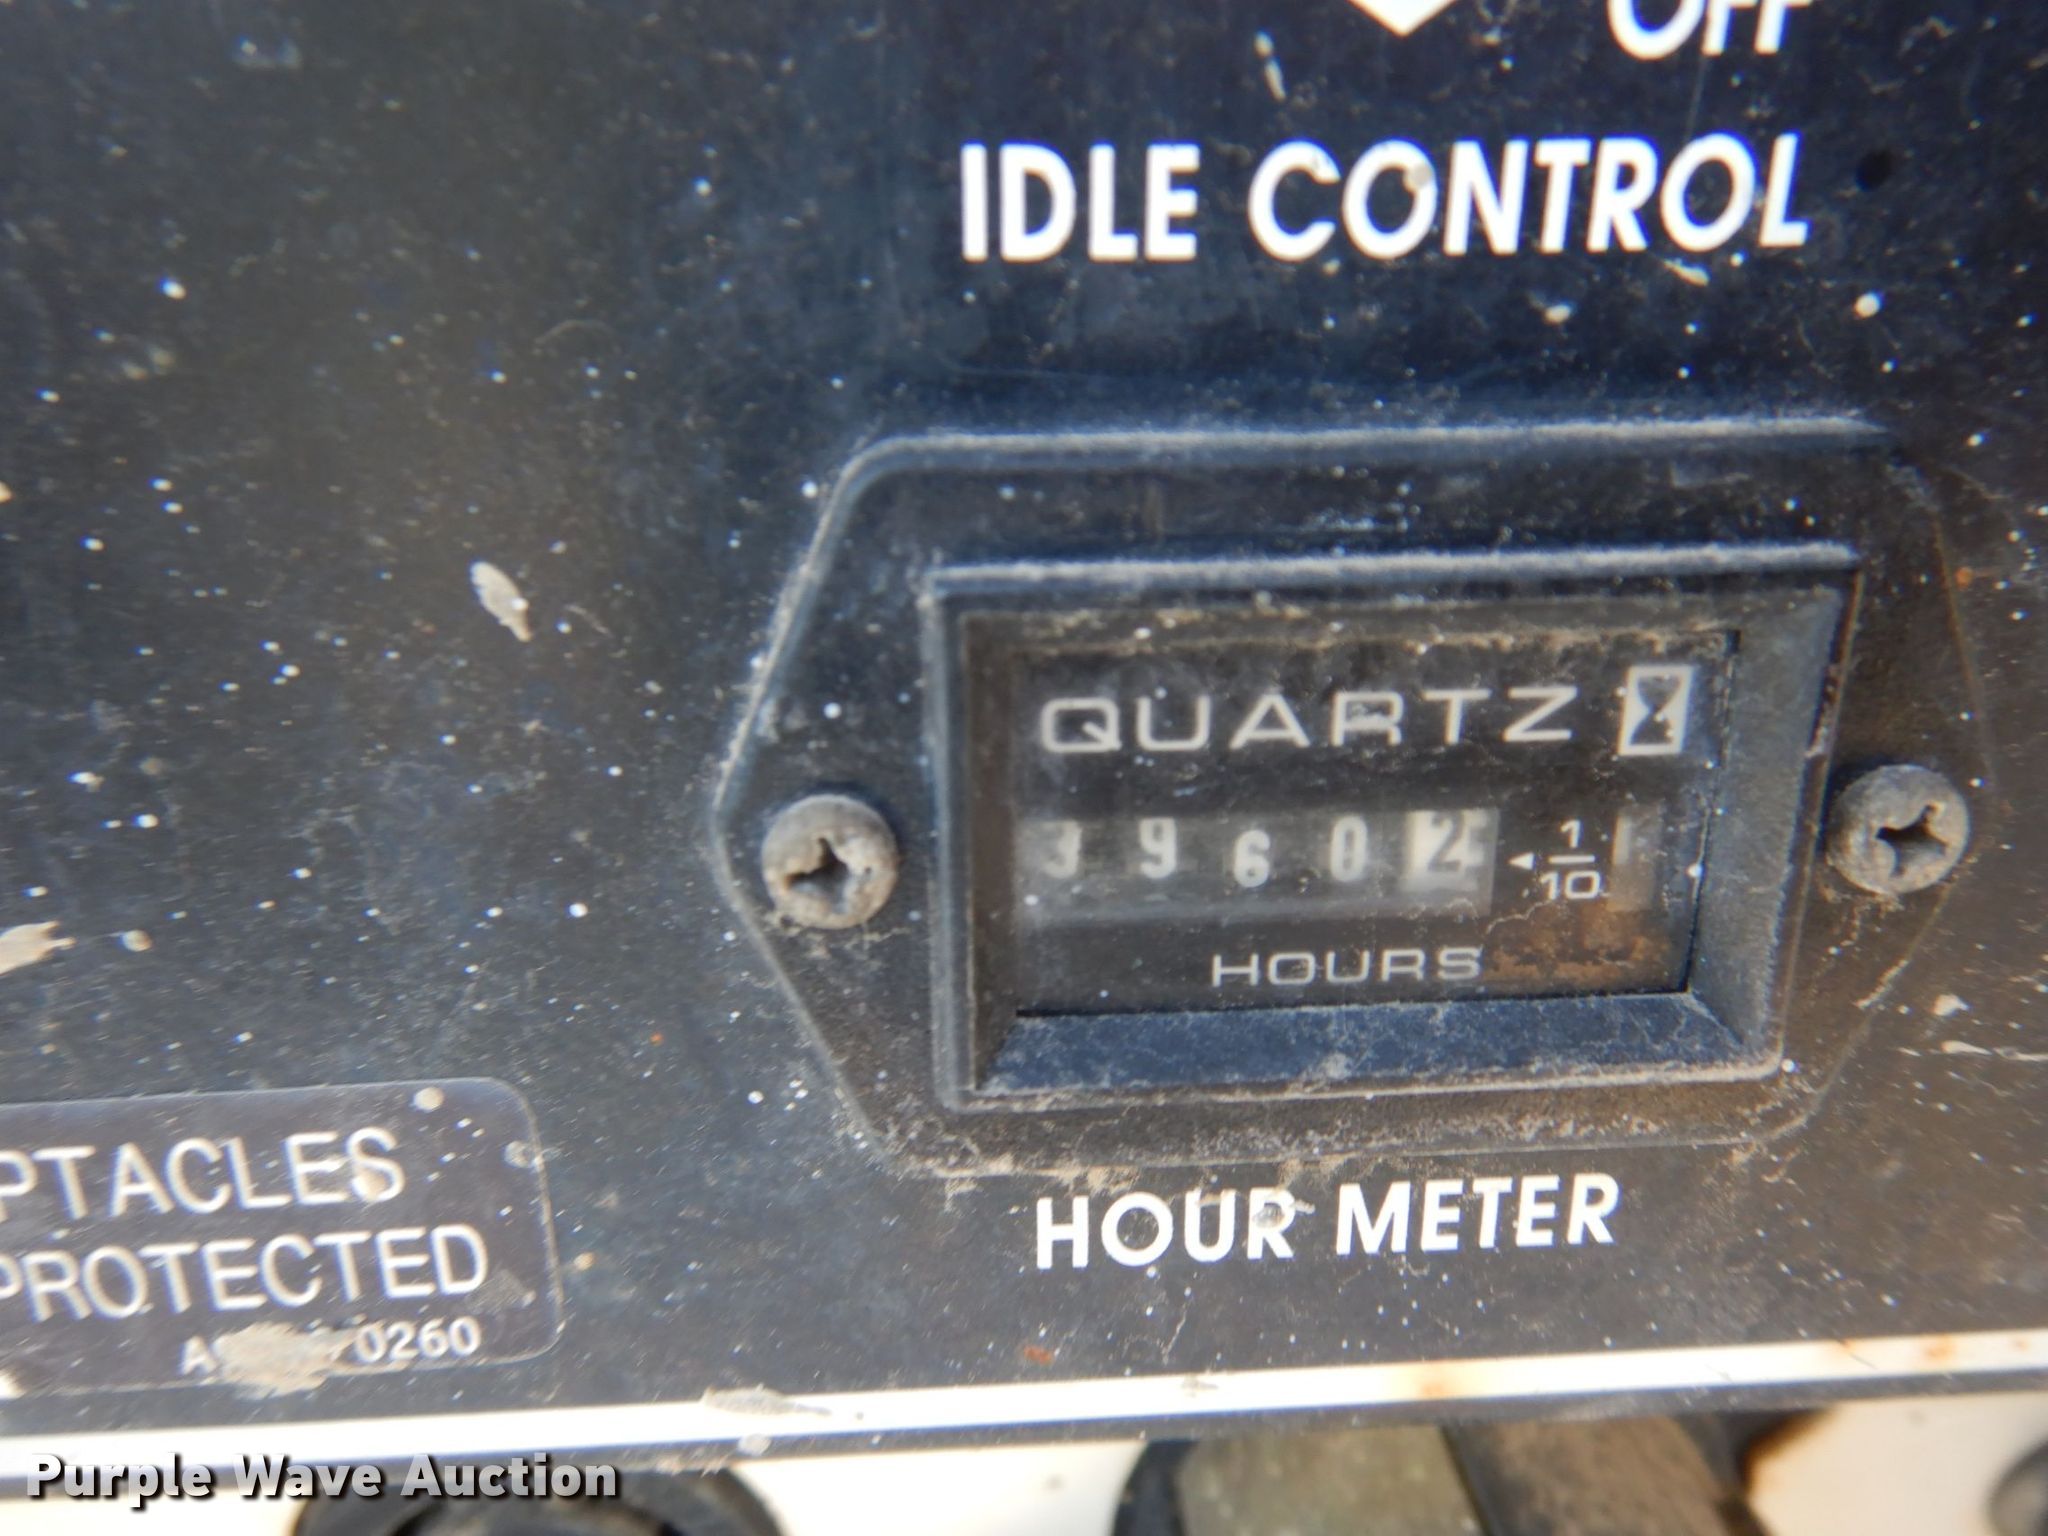 OFF
IDLE CONTROL
QUARTZ
39602
1
10
HOURS
HOUR METER
PTACLES
PROTECTED
0260
Purple Wave Auction